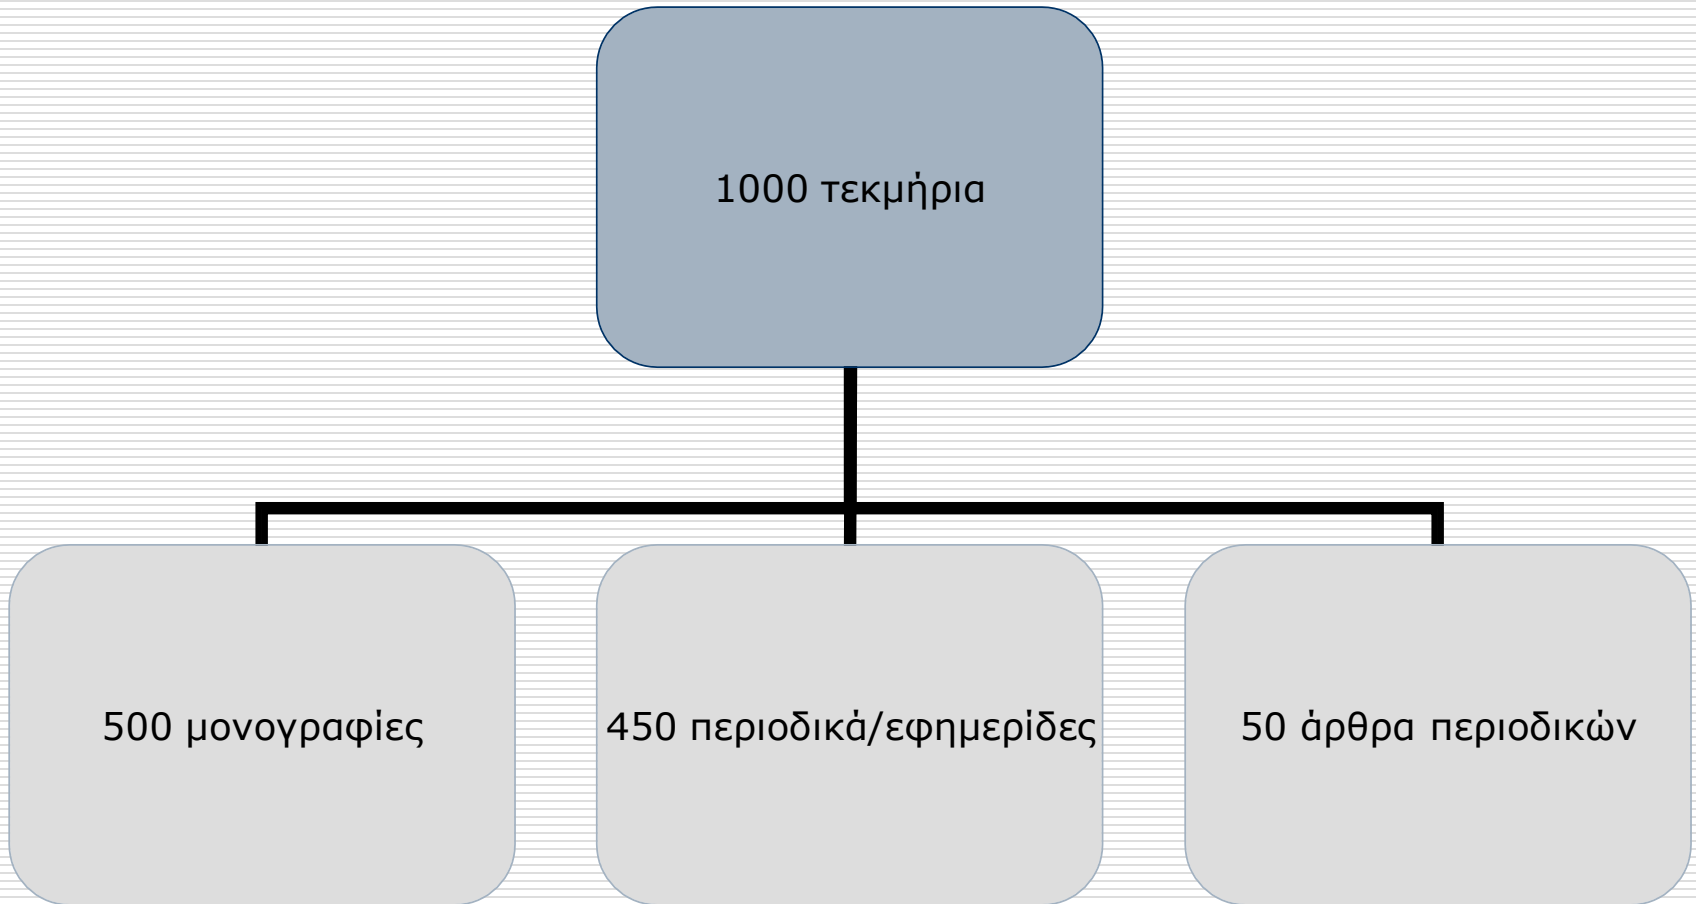 1000 τεκμήρια
500 μονογραφίες
450 περιοδικά/εφημερίδες
50 άρθρα περιοδικών